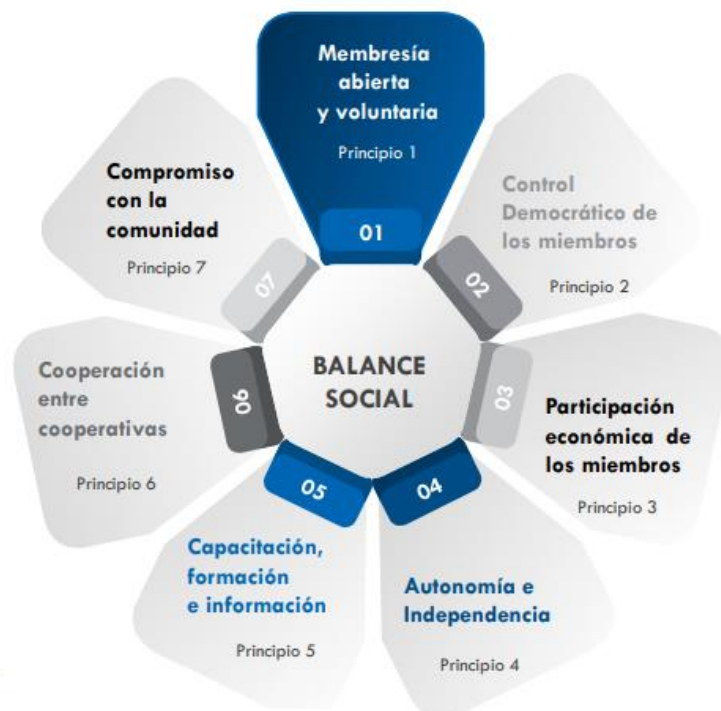 Membresía
abierta
y voluntaria
Principio 1
01
Control
Democrático de
los miembros
Principio 2
02
Participación
económica de
los miembros
Principio 3
03
Autonomía e
Independencia
Principio 4
04
Capacitación,
formación
e información
Principio 5
05
Cooperación
entre
cooperativas
Principio 6
06
Compromiso
con la
comunidad
Principio 7
07
BALANCE
SOCIAL